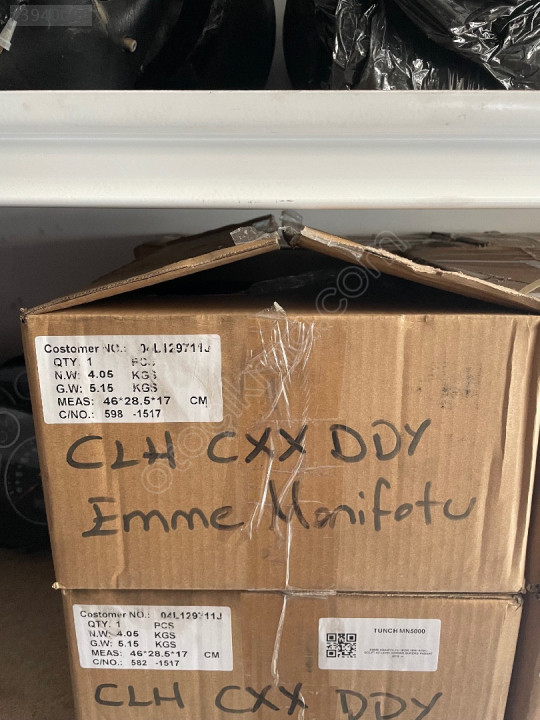 Costomer NO.: 04L129711J
QTY: 1 PCS
N.W: 4.05 KGS
G.W: 5.15 KGS
MEAS: 46*28.5*17 CM
C/NO.: 598 -1517
CLH CXX DDY
Emme Manifotu
Costomer NO.: 04L129711J
QTY. 1 PCS
N.W: 4.05 KGS
G.W: 5.15 KGS
MEAS: 46*28.5*17 CM
C/NO.: 582 -1517
TUNCH MN5000
CLH CXX DDY